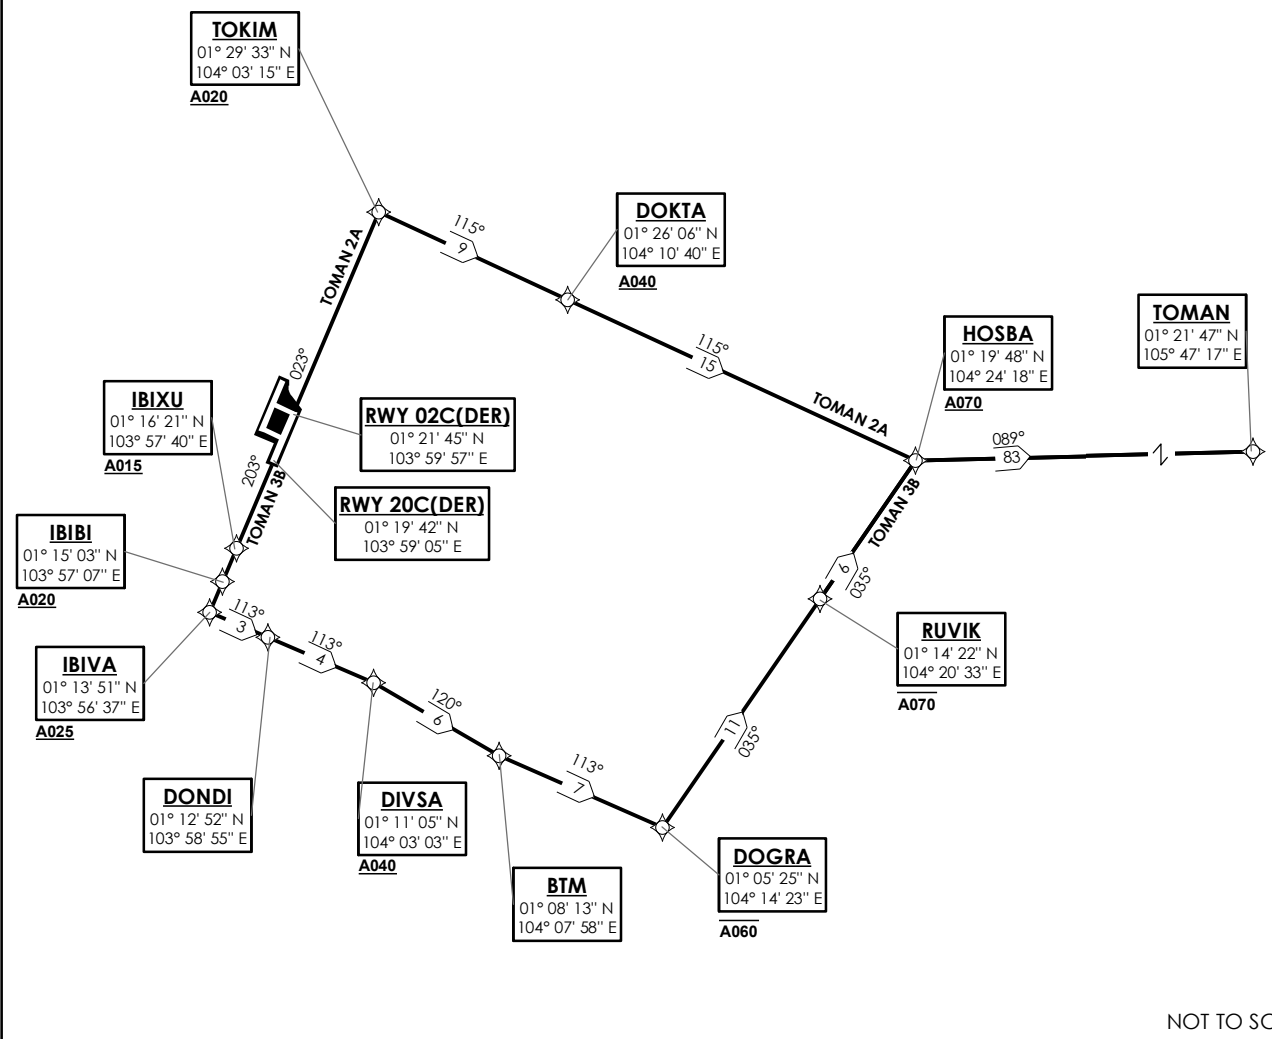 TOKIM
01° 29' 33" N
104° 03' 15" E
A020
TOMAN 2A
023°
115°
9
DOKTA
01° 26' 06" N
104° 10' 40" E
A040
115°
15
TOMAN 2A
HOSBA
01° 19' 48" N
104° 24' 18" E
A070
TOMAN
01° 21' 47" N
105° 47' 17" E
089°
83
IBIXU
01° 16' 21" N
103° 57' 40" E
A015
RWY 02C(DER)
01° 21' 45" N
103° 59' 57" E
203°
TOMAN 3B
RWY 20C(DER)
01° 19' 42" N
103° 59' 05" E
IBIBI
01° 15' 03" N
103° 57' 07" E
A020
TOMAN 3B
6
035°
RUVIK
01° 14' 22" N
104° 20' 33" E
A070
IBIVA
01° 13' 51" N
103° 56' 37" E
A025
113°
3
113°
4
120°
6
113°
7
11
035°
DONDI
01° 12' 52" N
103° 58' 55" E
DIVSA
01° 11' 05" N
104° 03' 03" E
A040
BTM
01° 08' 13" N
104° 07' 58" E
DOGRA
01° 05' 25" N
104° 14' 23" E
A060
NOT TO SC